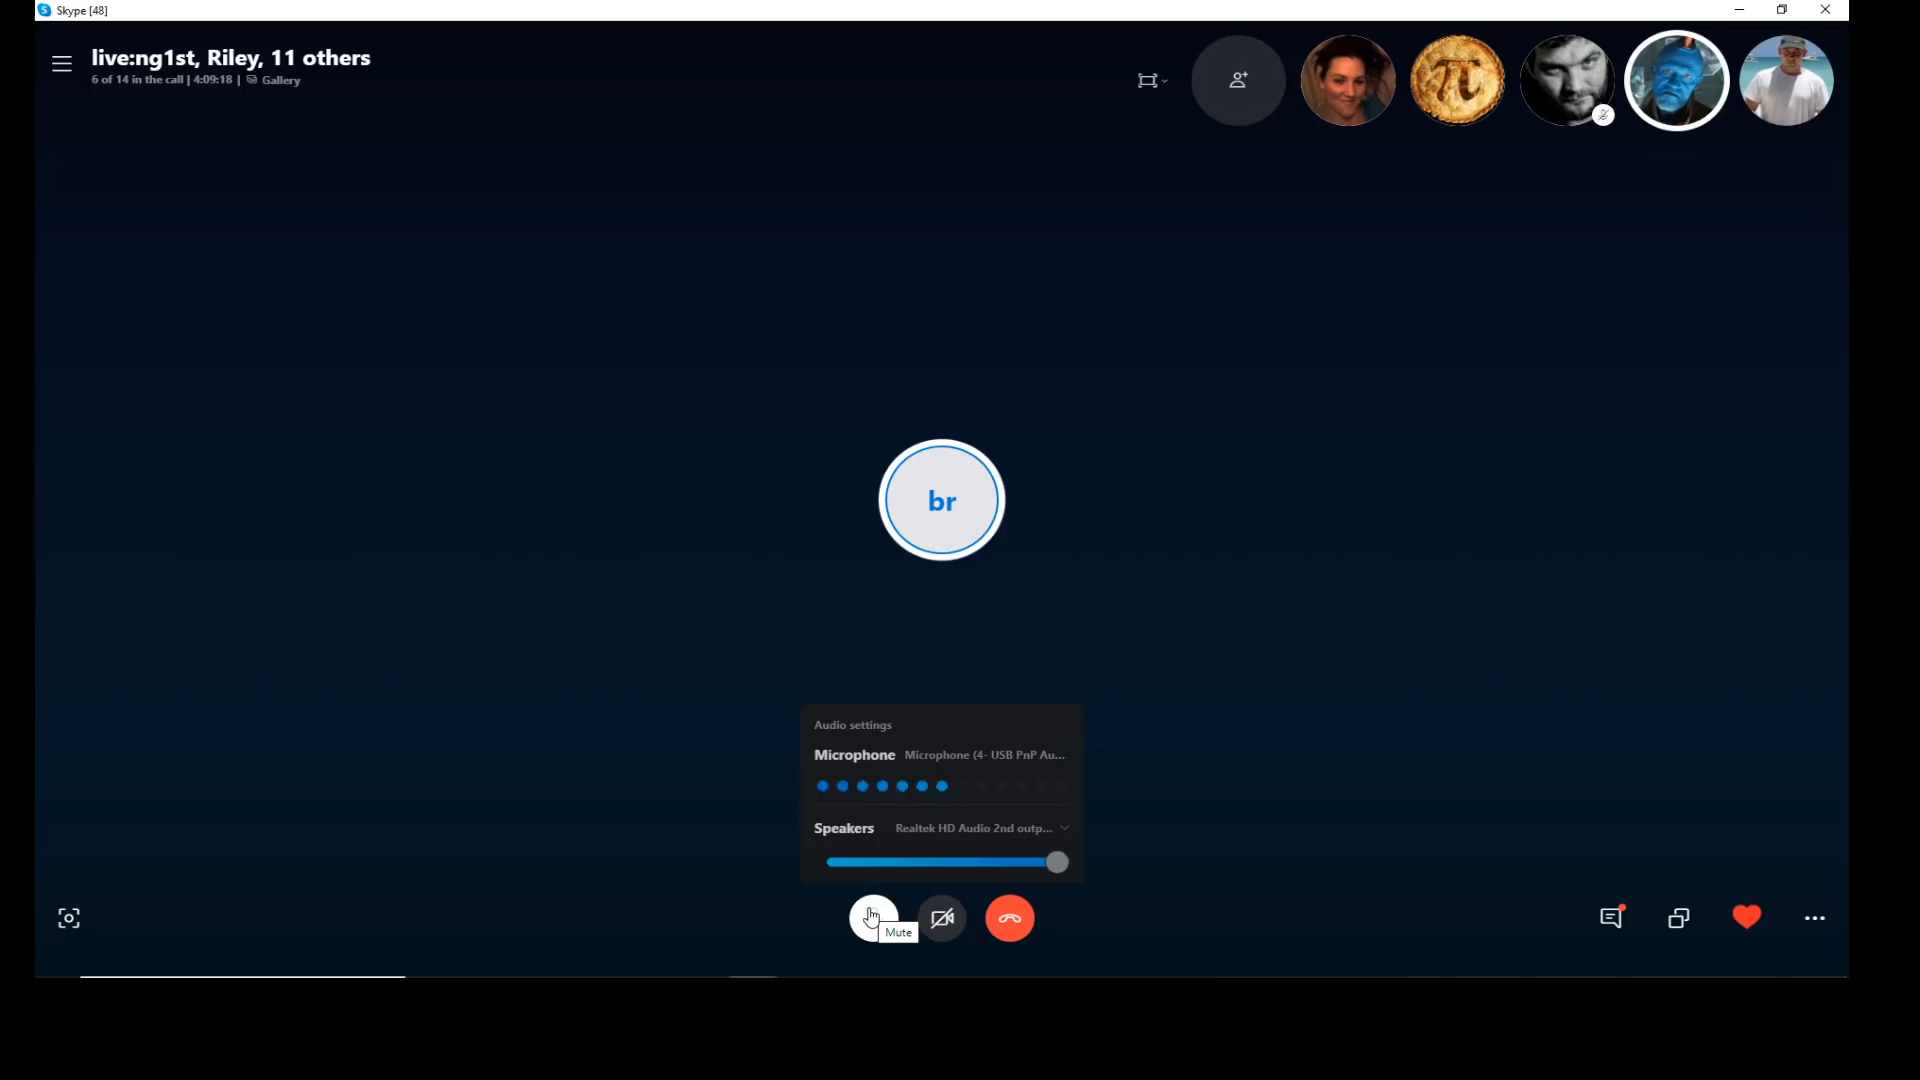 Skype [48]
live:ng1st, Riley, 11 others
6 of 14 in the call | 4:09:18 | Gallery
π
br
Audio settings
Microphone Microphone (4- USB PnP Au...
Speakers Realtek HD Audio 2nd outp...
Mute